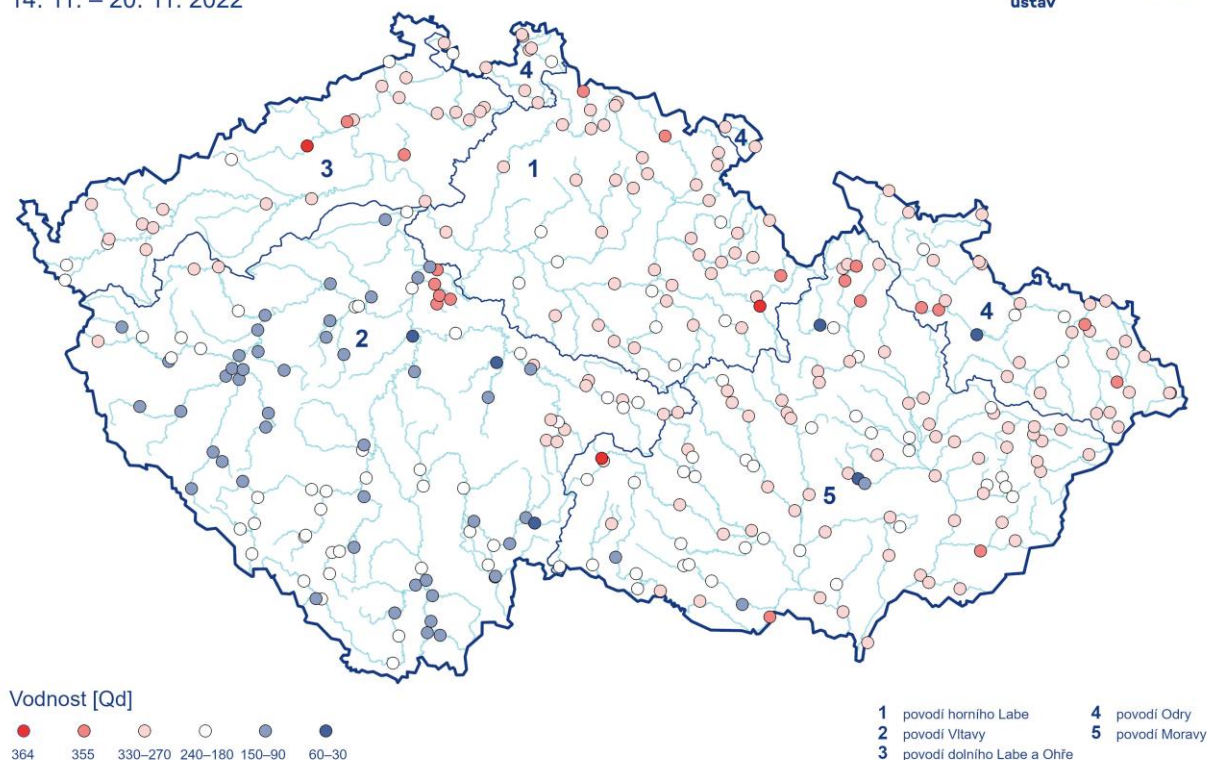 14. 11. – 20. 11. 2022
ústav
4
4
3
1
2
4
5
Vodnost [Qd]
364 355 330–270 240–180 150–90 60–30
1 povodí horního Labe
2 povodí Vltavy
3 povodí dolního Labe a Ohře
4 povodí Odry
5 povodí Moravy